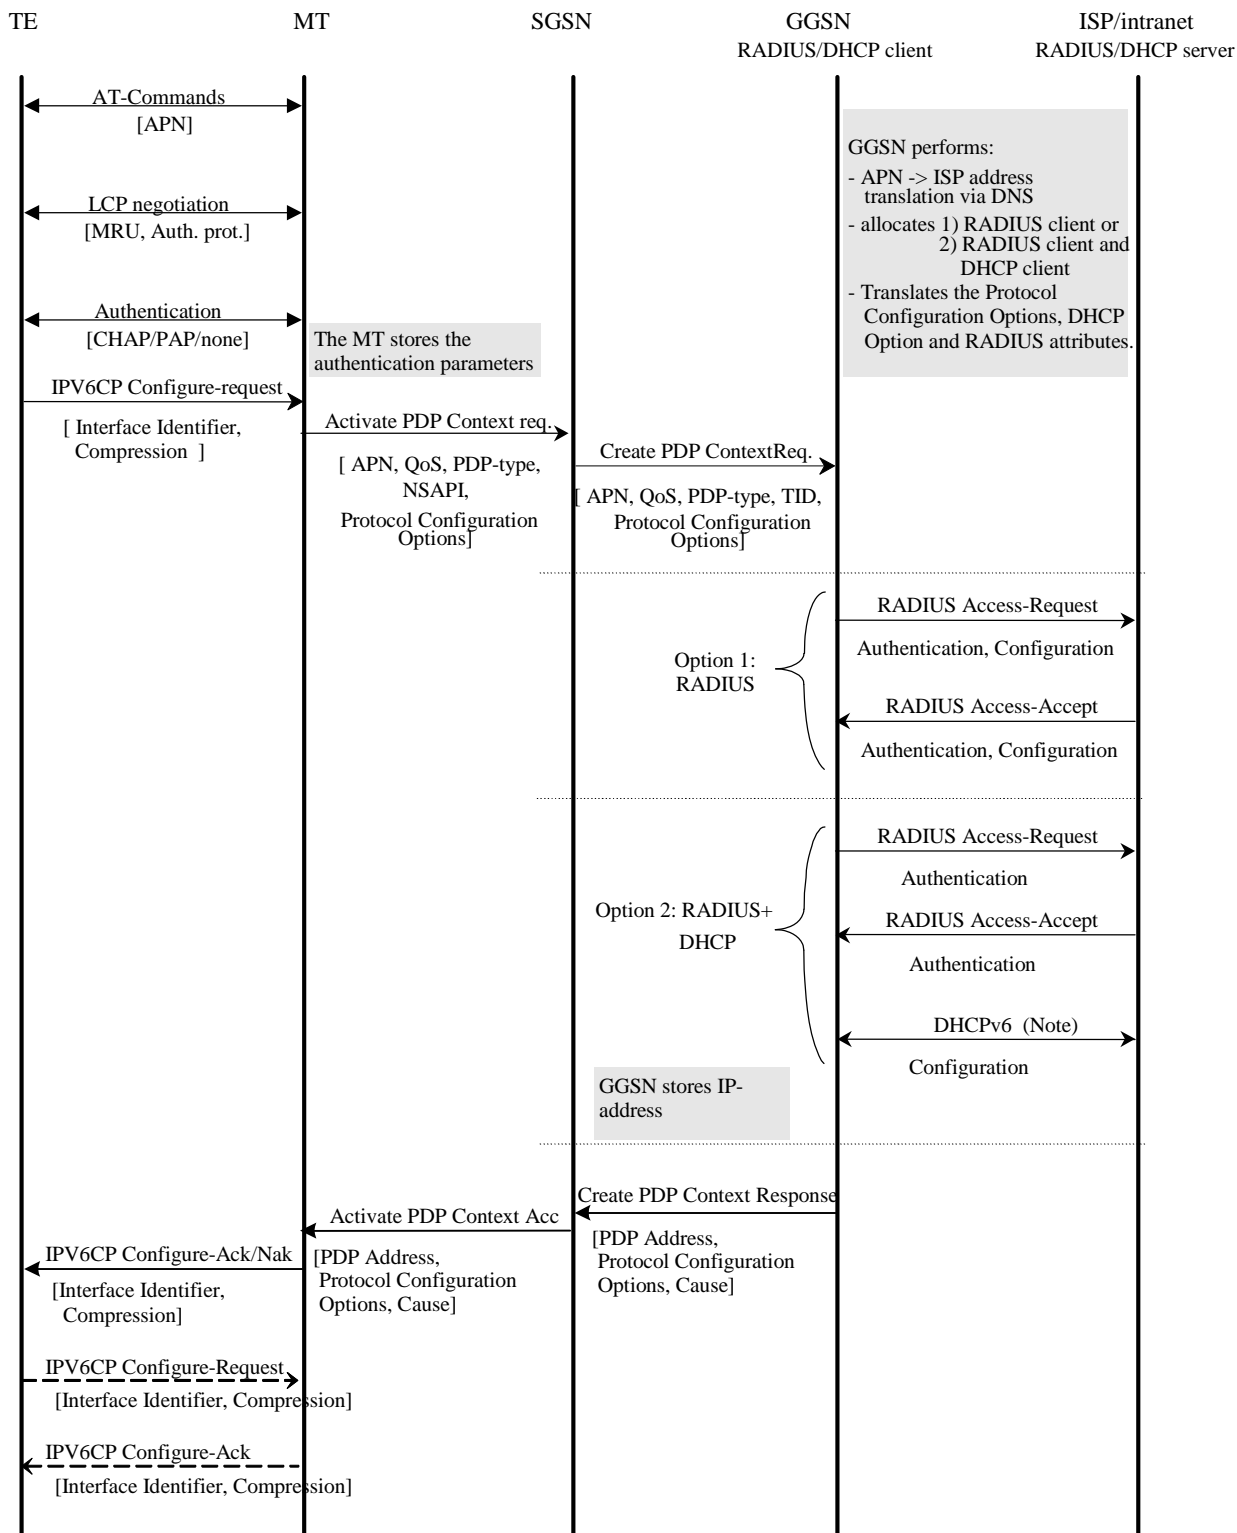 TE
MT
SGSN
GGSN
ISP/intranet
RADIUS/DHCP client
RADIUS/DHCP server
AT-Commands
[APN]
LCP negotiation
[MRU, Auth. prot.]
Authentication
[CHAP/PAP/none]
GGSN performs:
- APN -> ISP address
translation via DNS
- allocates 1) RADIUS client or
2) RADIUS client and
DHCP client
- Translates the Protocol
Configuration Options, DHCP
Option and RADIUS attributes.
The MT stores the
authentication parameters
IPV6CP Configure-request
[ Interface Identifier,
Compression ]
Activate PDP Context req.
[ APN, QoS, PDP-type,
NSAPI,
Protocol Configuration
Options]
Create PDP ContextReq.
[ APN, QoS, PDP-type, TID,
Protocol Configuration
Options]
Option 1:
RADIUS
RADIUS Access-Request
Authentication, Configuration
RADIUS Access-Accept
Authentication, Configuration
Option 2: RADIUS+
DHCP
RADIUS Access-Request
Authentication
RADIUS Access-Accept
Authentication
DHCPv6 (Note)
Configuration
GGSN stores IP-
address
Create PDP Context Response
[PDP Address,
Protocol Configuration
Options, Cause]
Activate PDP Context Acc
[PDP Address,
Protocol Configuration
Options, Cause]
IPV6CP Configure-Ack/Nak
[Interface Identifier,
Compression]
IPV6CP Configure-Request
[Interface Identifier, Compression]
IPV6CP Configure-Ack
[Interface Identifier, Compression]